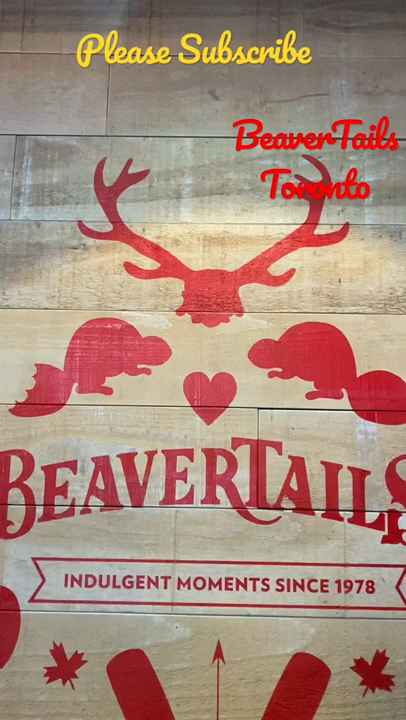 Please Subscribe
BeaverTails
Toronto
BEAVERTAILS
INDULGENT MOMENTS SINCE 1978